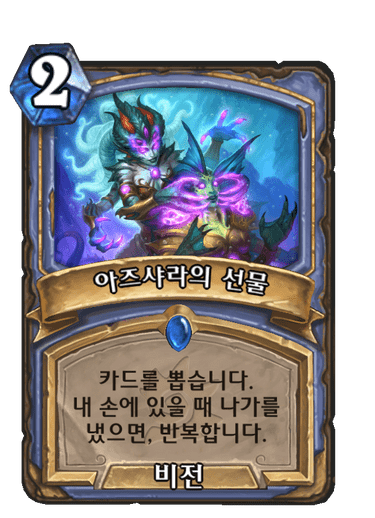 2
아즈샤라의 선물
카드를 뽑습니다.
내 손에 있을 때 나가를
냈으면, 반복합니다.
비전